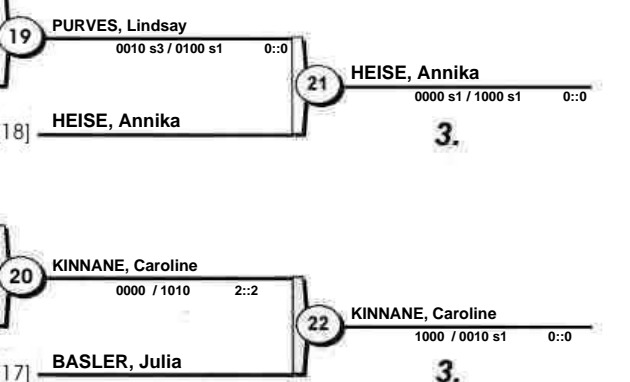 19 PURVES, Lindsay
0010 s3 / 0100 s1 0::0
21 HEISE, Annika
0000 s1 / 1000 s1 0::0
18] HEISE, Annika
3.
20 KINNANE, Caroline
0000 / 1010 2::2
22 KINNANE, Caroline
1000 / 0010 s1 0::0
17] BASLER, Julia
3.